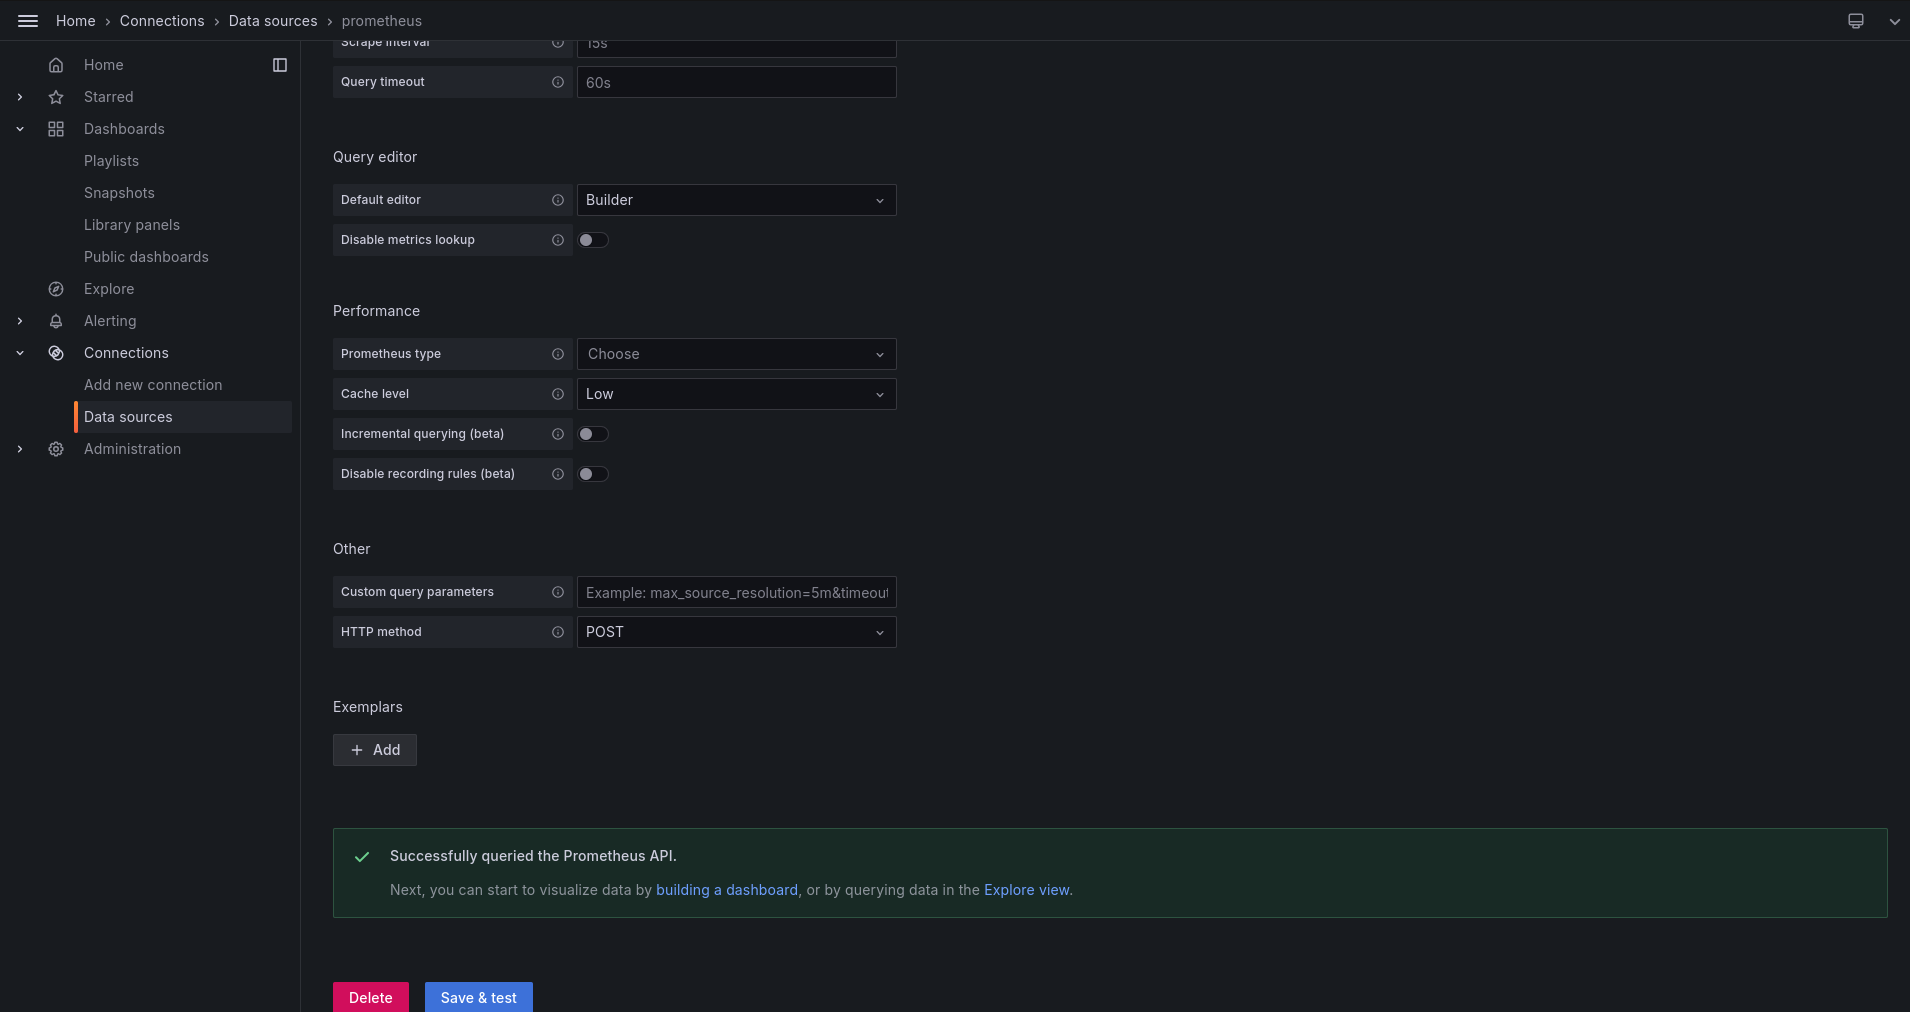 Home › Connections › Data sources › prometheus
Home
Starred
Dashboards
Playlists
Snapshots
Library panels
Public dashboards
Explore
Alerting
Connections
Add new connection
Data sources
Administration
Scrape interval 15s
Query timeout 60s
Query editor
Default editor Builder
Disable metrics lookup
Performance
Prometheus type Choose
Cache level Low
Incremental querying (beta)
Disable recording rules (beta)
Other
Custom query parameters Example: max_source_resolution=5m&timeout
HTTP method POST
Exemplars
+ Add
Successfully queried the Prometheus API.
Next, you can start to visualize data by building a dashboard, or by querying data in the Explore view.
Delete Save & test